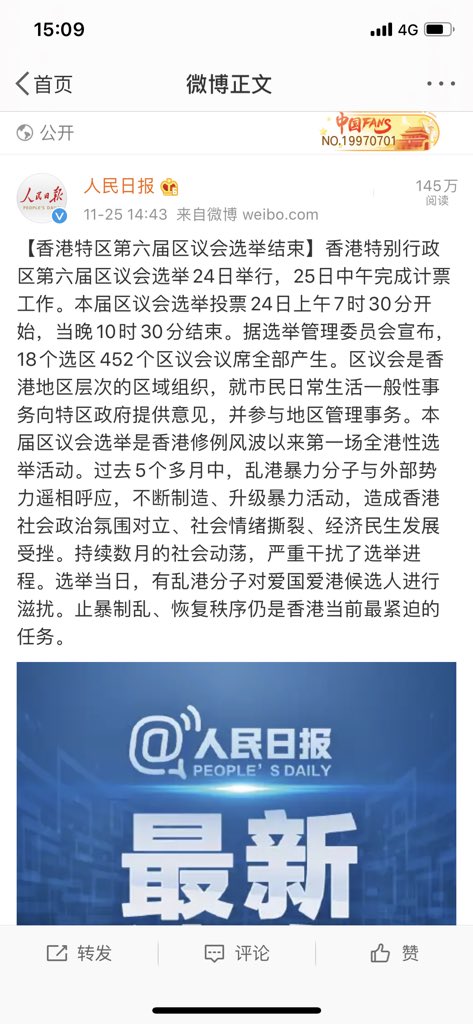 15:09
4G
首页
微博正文
公开
中国FANS
NO.19970701
人民日报
PEOPLE'S DAILY
人民日报
145万
阅读
11-25 14:43 来自微博 weibo.com
【香港特区第六届区议会选举结束】香港特别行政
区第六届区议会选举24日举行，25日中午完成计票
工作。本届区议会选举投票24日上午7时30分开
始，当晚10时30分结束。据选举管理委员会宣布，
18个选区452个区议会议席全部产生。区议会是香
港地区层次的区域组织，就市民日常生活一般性事
务向特区政府提供意见，并参与地区管理事务。本
届区议会选举是香港修例风波以来第一场全港性选
举活动。过去5个多月中，乱港暴力分子与外部势
力遥相呼应，不断制造、升级暴力活动，造成香港
社会政治氛围对立、社会情绪撕裂、经济民生发展
受挫。持续数月的社会动荡，严重干扰了选举进
程。选举当日，有乱港分子对爱国爱港候选人进行
滋扰。止暴制乱、恢复秩序仍是香港当前最紧迫的
任务。
@人民日报
PEOPLE'S DAILY
最新
转发
评论
赞